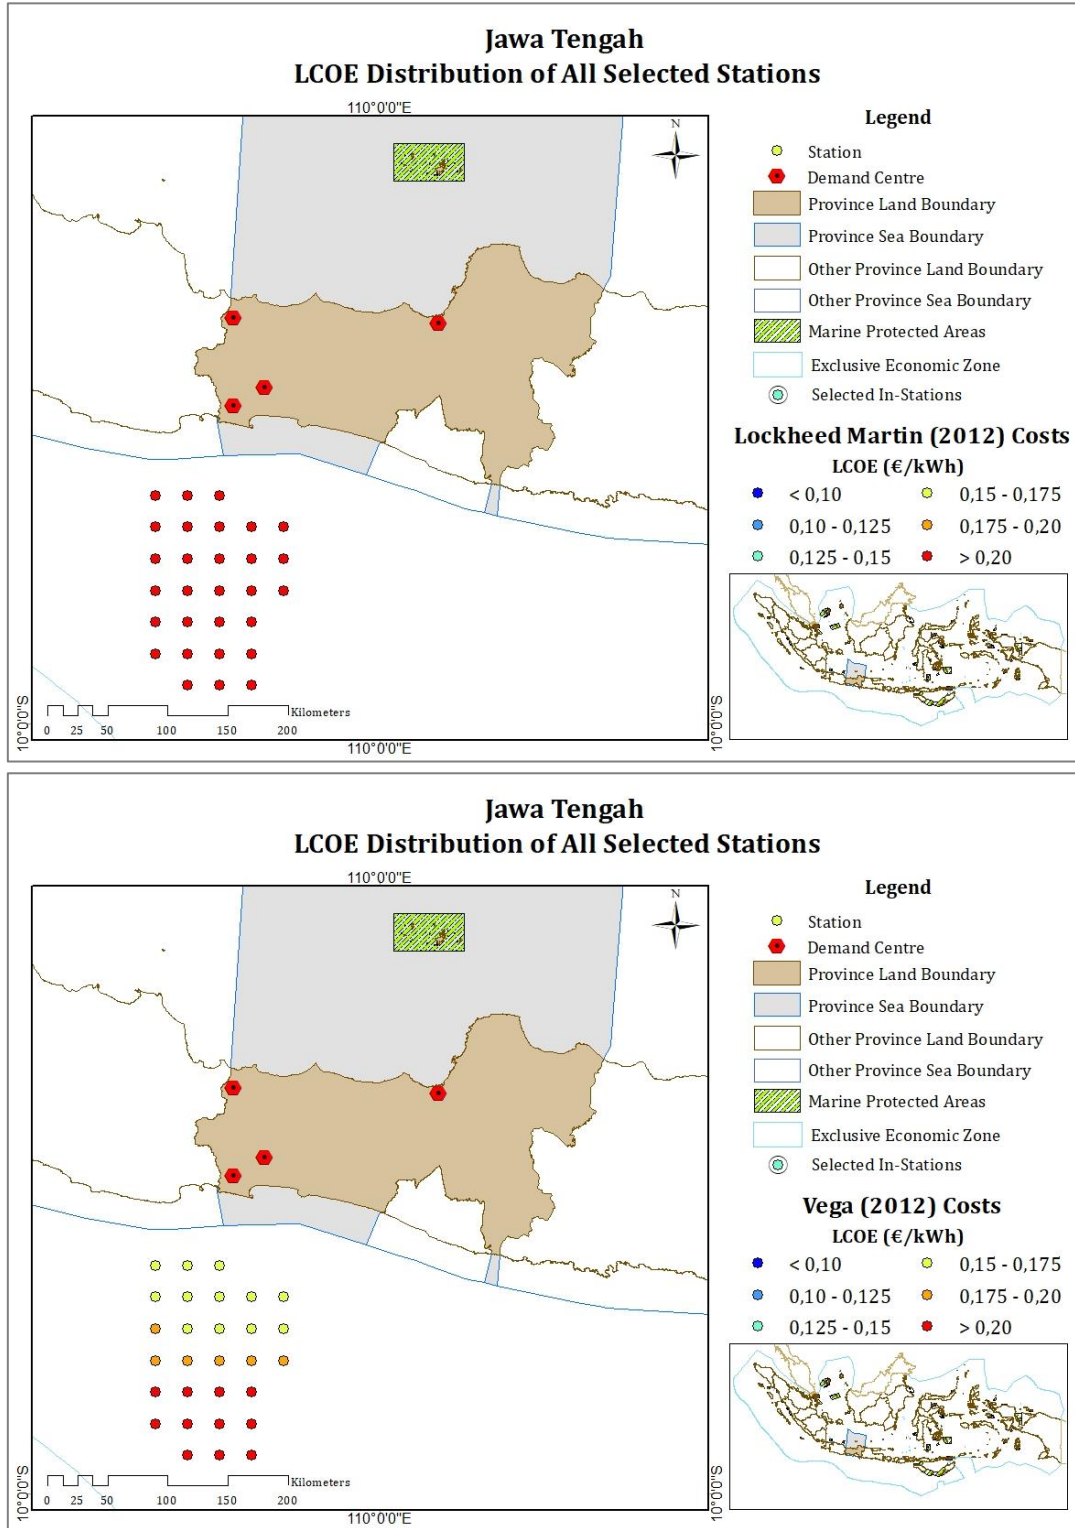 Jawa Tengah
LCOE Distribution of All Selected Stations
110°0'0"E
N
Legend
Station
Demand Centre
Province Land Boundary
Province Sea Boundary
Other Province Land Boundary
Other Province Sea Boundary
Marine Protected Areas
Exclusive Economic Zone
Selected In-Stations
Lockheed Martin (2012) Costs
LCOE (€/kWh)
< 0,10 0,15 - 0,175
0,10 - 0,125 0,175 - 0,20
0,125 - 0,15 > 0,20
10°0'0"S
Kilometers
0 25 50 100 150 200
110°0'0"E
10°0'0"S
Jawa Tengah
LCOE Distribution of All Selected Stations
110°0'0"E
N
Legend
Station
Demand Centre
Province Land Boundary
Province Sea Boundary
Other Province Land Boundary
Other Province Sea Boundary
Marine Protected Areas
Exclusive Economic Zone
Selected In-Stations
Vega (2012) Costs
LCOE (€/kWh)
< 0,10 0,15 - 0,175
0,10 - 0,125 0,175 - 0,20
0,125 - 0,15 > 0,20
10°0'0"S
Kilometers
0 25 50 100 150 200
110°0'0"E
10°0'0"S